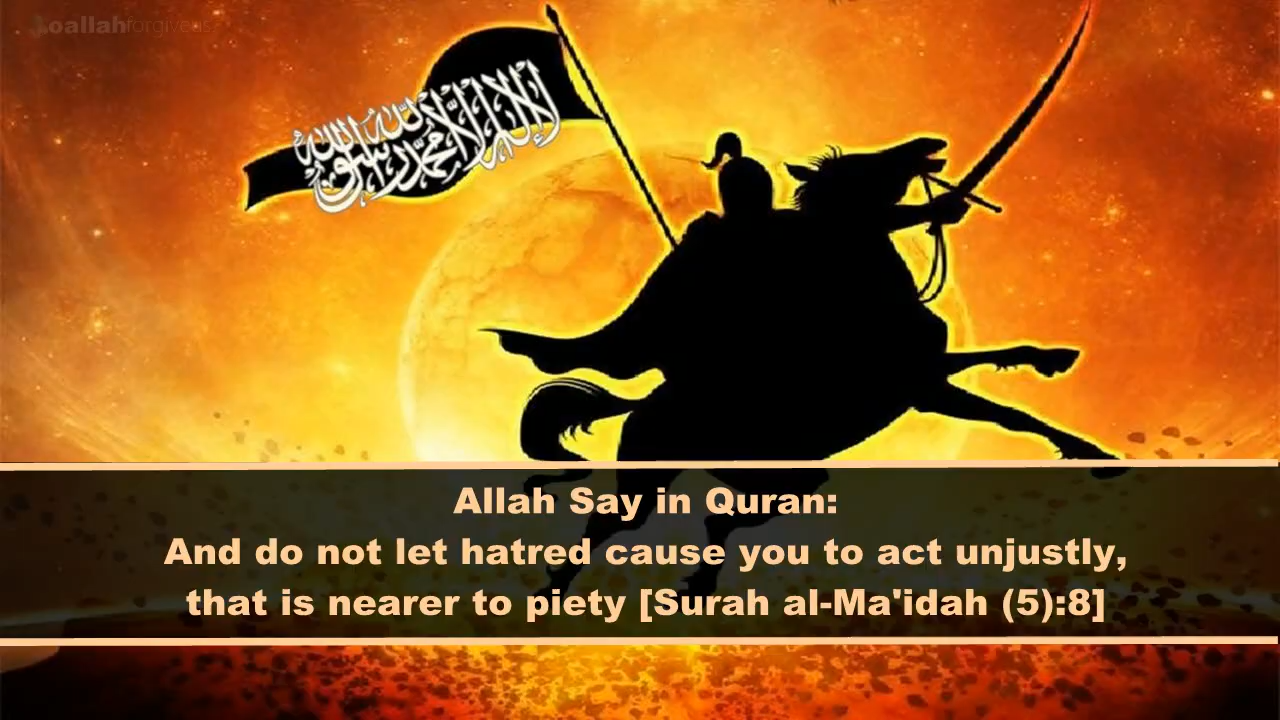 oallahforgiveus
لا إله إلا الله محمد رسول الله
Allah Say in Quran:
And do not let hatred cause you to act unjustly,
that is nearer to piety [Surah al-Ma'idah (5):8]